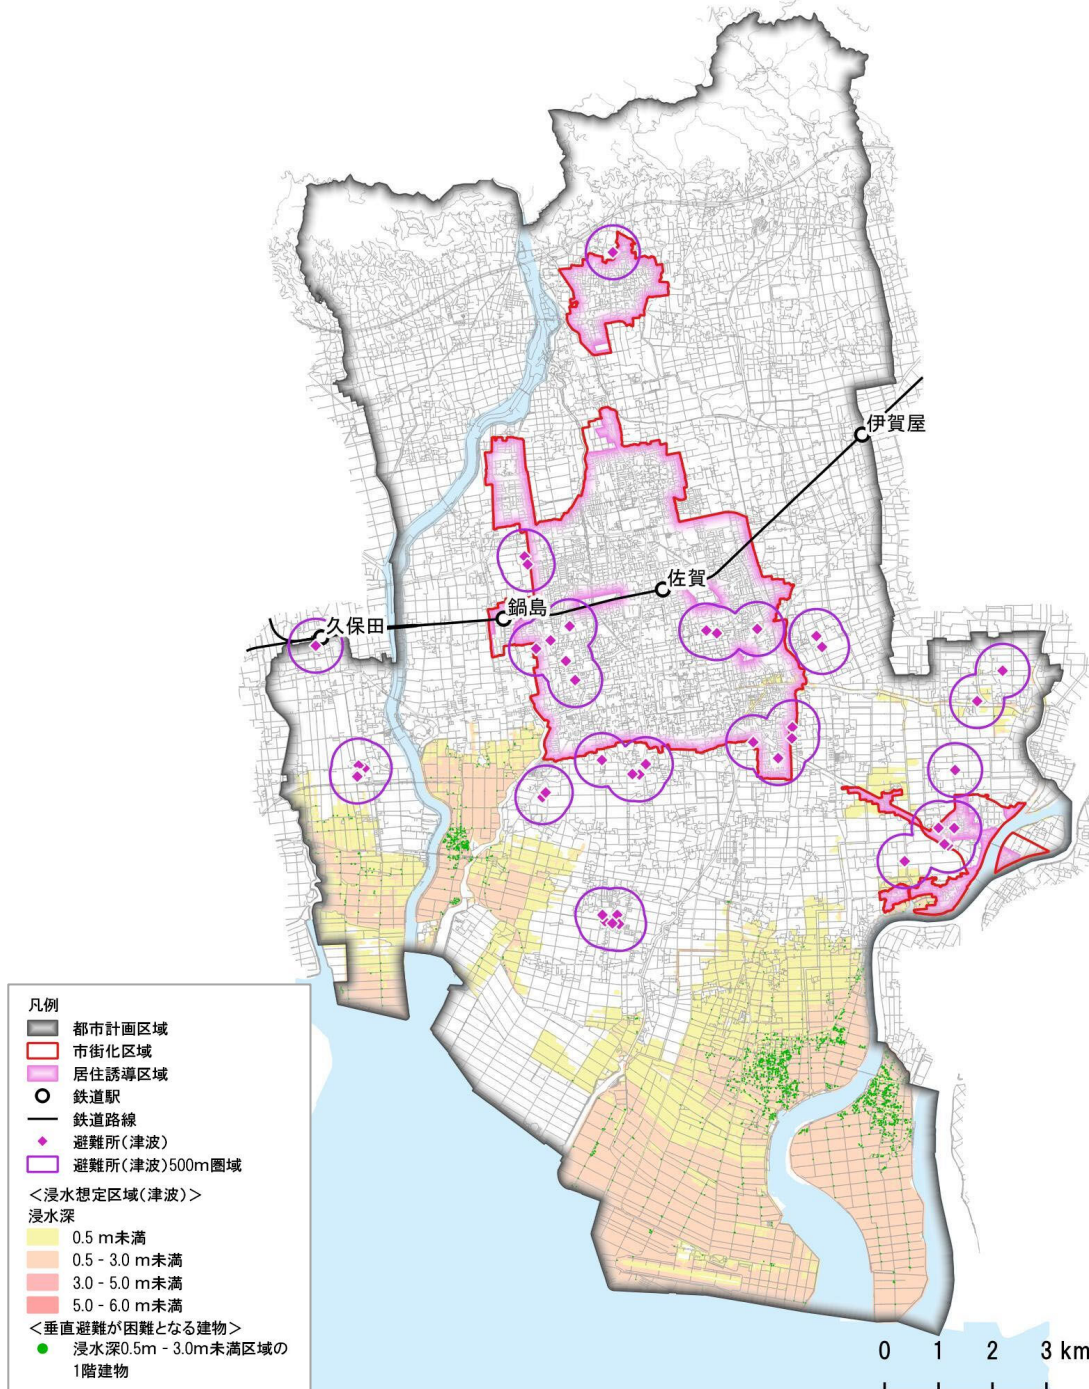 伊賀屋
佐賀
鍋島
久保田
凡例
都市計画区域
市街化区域
居住誘導区域
鉄道駅
鉄道路線
避難所(津波)
避難所(津波)500m圏域
<浸水想定区域(津波)>
浸水深
0.5 m未満
0.5 - 3.0 m未満
3.0 - 5.0 m未満
5.0 - 6.0 m未満
<垂直避難が困難となる建物>
浸水深0.5m - 3.0m未満区域の
1階建物
0 1 2 3 km